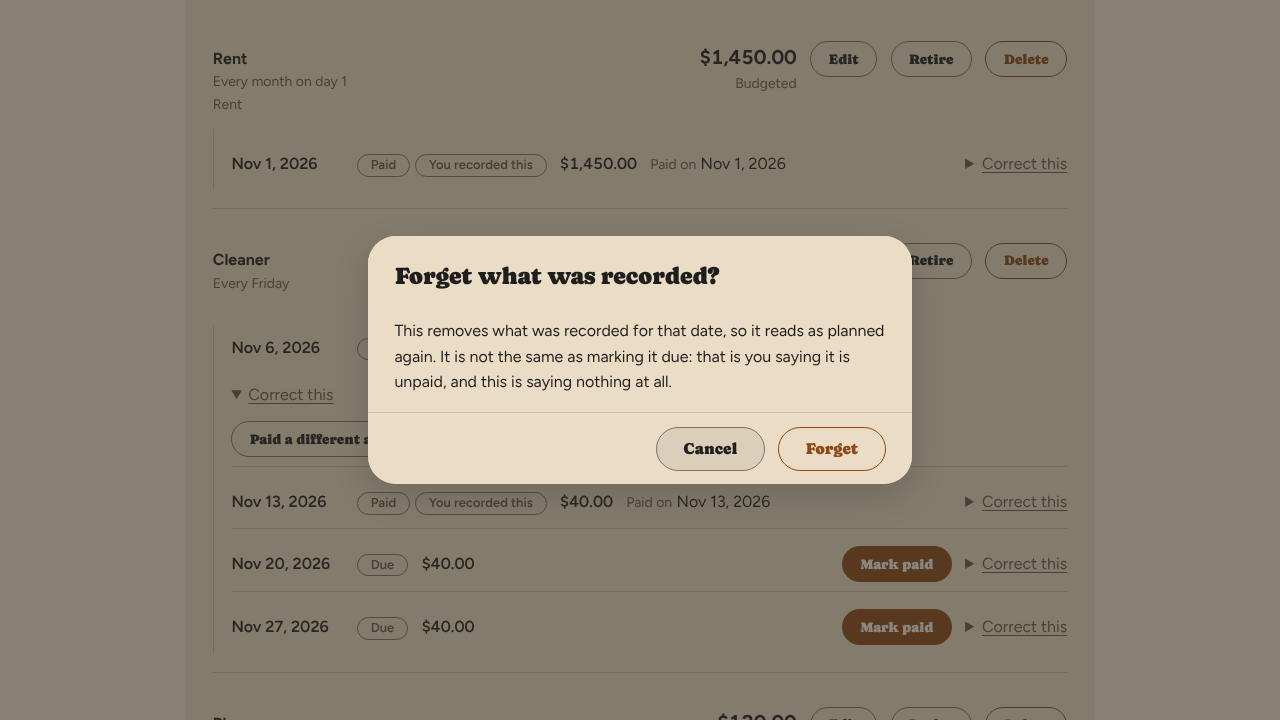 Rent
$1,450.00
Edit
Retire
Delete
Every month on day 1
Budgeted
Rent
Nov 1, 2026
Paid
You recorded this
$1,450.00
Paid on Nov 1, 2026
Correct this
Cleaner
Retire
Delete
Every Friday
Forget what was recorded?
This removes what was recorded for that date, so it reads as planned
again. It is not the same as marking it due: that is you saying it is
unpaid, and this is saying nothing at all.
Cancel
Forget
Nov 6, 2026
Correct this
Paid a different
Nov 13, 2026
Paid
You recorded this
$40.00
Paid on Nov 13, 2026
Correct this
Nov 20, 2026
Due
$40.00
Mark paid
Correct this
Nov 27, 2026
Due
$40.00
Mark paid
Correct this